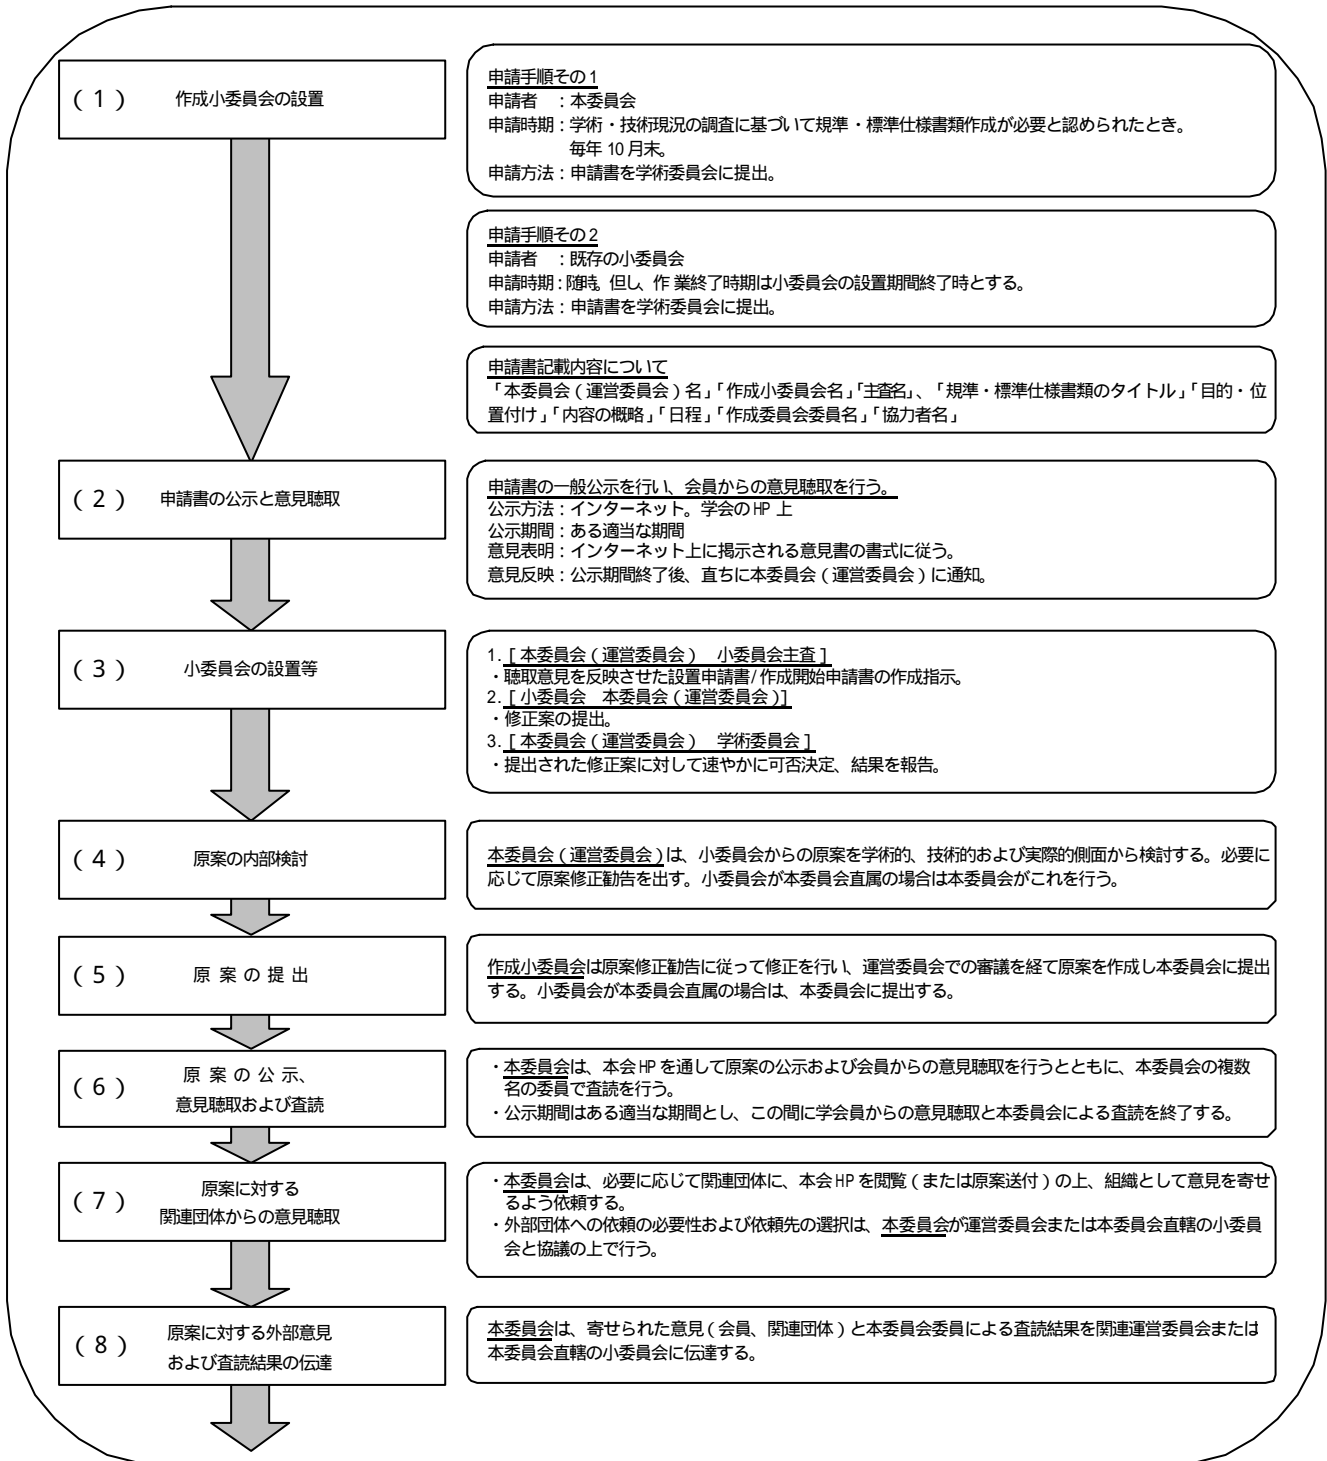 (1) 作成小委員会の設置
申請手順その1
申請者 :本委員会
申請時期:学術・技術現況の調査に基づいて規準・標準仕様書類作成が必要と認められたとき。
毎年 10 月末。
申請方法:申請書を学術委員会に提出。
申請手順その2
申請者 :既存の小委員会
申請時期:随時。但し、作業終了時期は小委員会の設置期間終了時とする。
申請方法:申請書を学術委員会に提出。
申請書記載内容について
「本委員会(運営委員会)名」「作成小委員会名」「主査名」、「規準・標準仕様書類のタイトル」「目的・位
置付け」「内容の概略」「日程」「作成委員会委員名」「協力者名」
(2) 申請書の公示と意見聴取
申請書の一般公示を行い、会員からの意見聴取を行う。
公示方法:インターネット。学会の HP 上
公示期間:ある適当な期間
意見表明:インターネット上に掲示される意見書の書式に従う。
意見反映:公示期間終了後、直ちに本委員会(運営委員会)に通知。
(3) 小委員会の設置等
1.[本委員会(運営委員会) 小委員会主査]
・聴取意見を反映させた設置申請書/作成開始申請書の作成指示。
2.[小委員会 本委員会(運営委員会)]
・修正案の提出。
3.[本委員会(運営委員会) 学術委員会]
・提出された修正案に対して速やかに可否決定、結果を報告。
(4) 原案の内部検討
本委員会(運営委員会)は、小委員会からの原案を学術的、技術的および実際的側面から検討する。必要に
応じて原案修正勧告を出す。小委員会が本委員会直属の場合は本委員会がこれを行う。
(5) 原案の提出
作成小委員会は原案修正勧告に従って修正を行い、運営委員会での審議を経て原案を作成し本委員会に提出
する。小委員会が本委員会直属の場合は、本委員会に提出する。
(6) 原案の公示、
意見聴取および査読
・本委員会は、本会 HP を通して原案の公示および会員からの意見聴取を行うとともに、本委員会の複数
名の委員で査読を行う。
・公示期間はある適当な期間とし、この間に学会員からの意見聴取と本委員会による査読を終了する。
(7) 原案に対する
関連団体からの意見聴取
・本委員会は、必要に応じて関連団体に、本会 HP を閲覧(または原案送付)の上、組織として意見を寄せ
るよう依頼する。
・外部団体への依頼の必要性および依頼先の選択は、本委員会が運営委員会または本委員会直轄の小委員
会と協議の上で行う。
(8) 原案に対する外部意見
および査読結果の伝達
本委員会は、寄せられた意見(会員、関連団体)と本委員会委員による査読結果を関連運営委員会または
本委員会直轄の小委員会に伝達する。